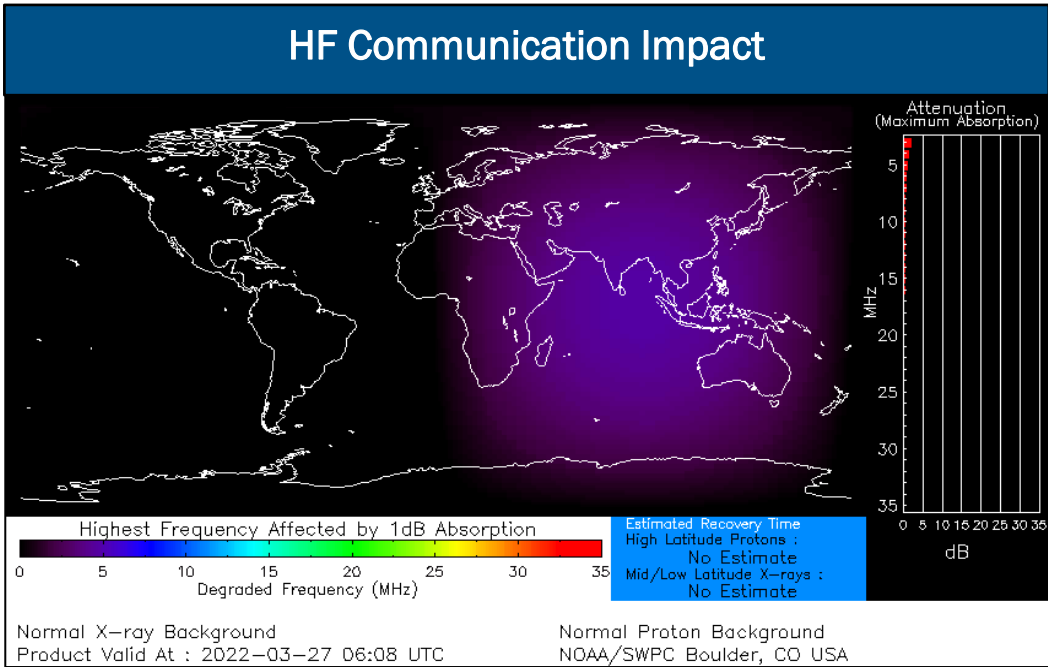 HF Communication Impact
Attenuation
(Maximum Absorption)
5
10
15
20
25
30
35
MHz
0 5 10 15 20 25 30 35
dB
Highest Frequency Affected by 1dB Absorption
0 5 10 15 20 25 30 35
Degraded Frequency (MHz)
Estimated Recovery Time
High Latitude Protons :
No Estimate
Mid/Low Latitude X-rays :
No Estimate
Normal X-ray Background
Normal Proton Background
Product Valid At : 2022-03-27 06:08 UTC
NOAA/SWPC Boulder, CO USA